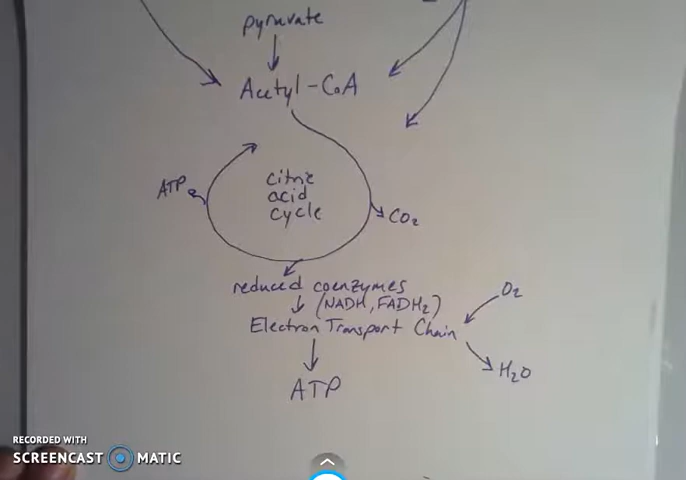 pyruvate
Acetyl-CoA
citric
acid
cycle
ATP
CO₂
reduced coenzymes
(NADH, FADH₂)
O₂
Electron Transport Chain
H₂O
ATP
RECORDED WITH
SCREENCAST MATIC